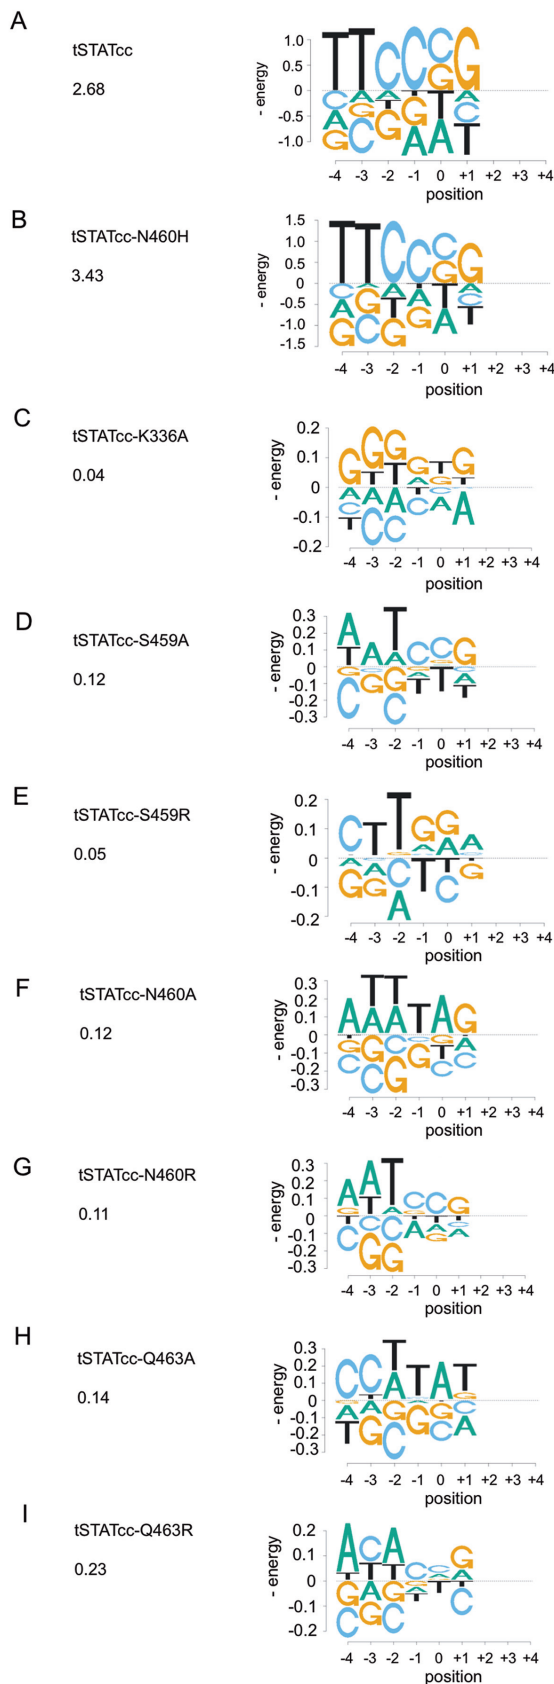 A
tSTATcc
2.68
- energy
1.0
0.5
0
-0.5
-1.0
-4 -3 -2 -1 0 +1 +2 +3 +4
position
B
tSTATcc-N460H
3.43
- energy
1.5
1.0
0.5
0
-0.5
-1.0
-1.5
-4 -3 -2 -1 0 +1 +2 +3 +4
position
C
tSTATcc-K336A
0.04
- energy
0.2
0.1
0
-0.1
-0.2
-4 -3 -2 -1 0 +1 +2 +3 +4
position
D
tSTATcc-S459A
0.12
- energy
0.3
0.2
0.1
0
-0.1
-0.2
-0.3
-4 -3 -2 -1 0 +1 +2 +3 +4
position
E
tSTATcc-S459R
0.05
- energy
0.2
0.1
0
-0.1
-0.2
-4 -3 -2 -1 0 +1 +2 +3 +4
position
F
tSTATcc-N460A
0.12
- energy
0.3
0.2
0.1
0
-0.1
-0.2
-0.3
-4 -3 -2 -1 0 +1 +2 +3 +4
position
G
tSTATcc-N460R
0.11
- energy
0.3
0.2
0.1
0
-0.1
-0.2
-0.3
-4 -3 -2 -1 0 +1 +2 +3 +4
position
H
tSTATcc-Q463A
0.14
- energy
0.3
0.2
0.1
0
-0.1
-0.2
-0.3
-4 -3 -2 -1 0 +1 +2 +3 +4
position
I
tSTATcc-Q463R
0.23
- energy
0.2
0.1
0
-0.1
-0.2
-4 -3 -2 -1 0 +1 +2 +3 +4
position